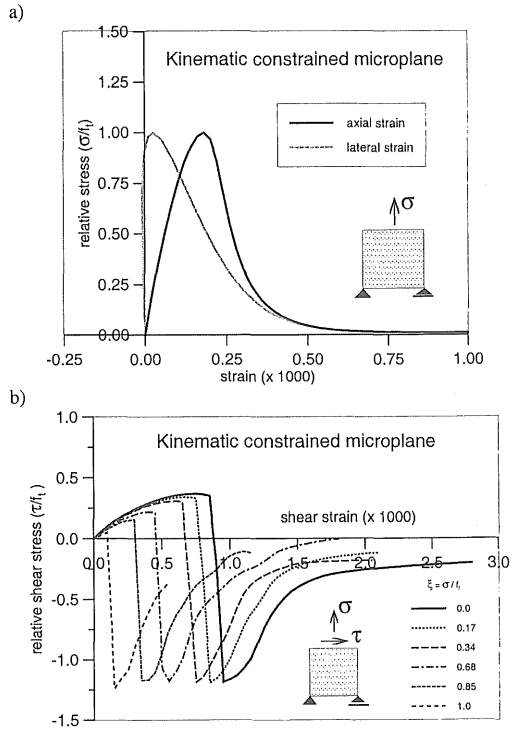 a)
1.50
Kinematic constrained microplane
relative stress (σ/fₜ)
1.00
axial strain
lateral strain
0.75
σ
0.50
0.25
0.00
-0.25 0.00 0.25 0.50 0.75 1.00
strain (x 1000)
b)
1.0
Kinematic constrained microplane
relative shear stress (τ/fₜ)
0.5
shear strain (x 1000)
0.0
0.0 0.5 1.0 1.5 2.0 2.5 3.0
ξ = σ/fₜ
-0.5
σ
τ
0.0
0.17
0.34
0.68
0.85
1.0
-1.0
-1.5